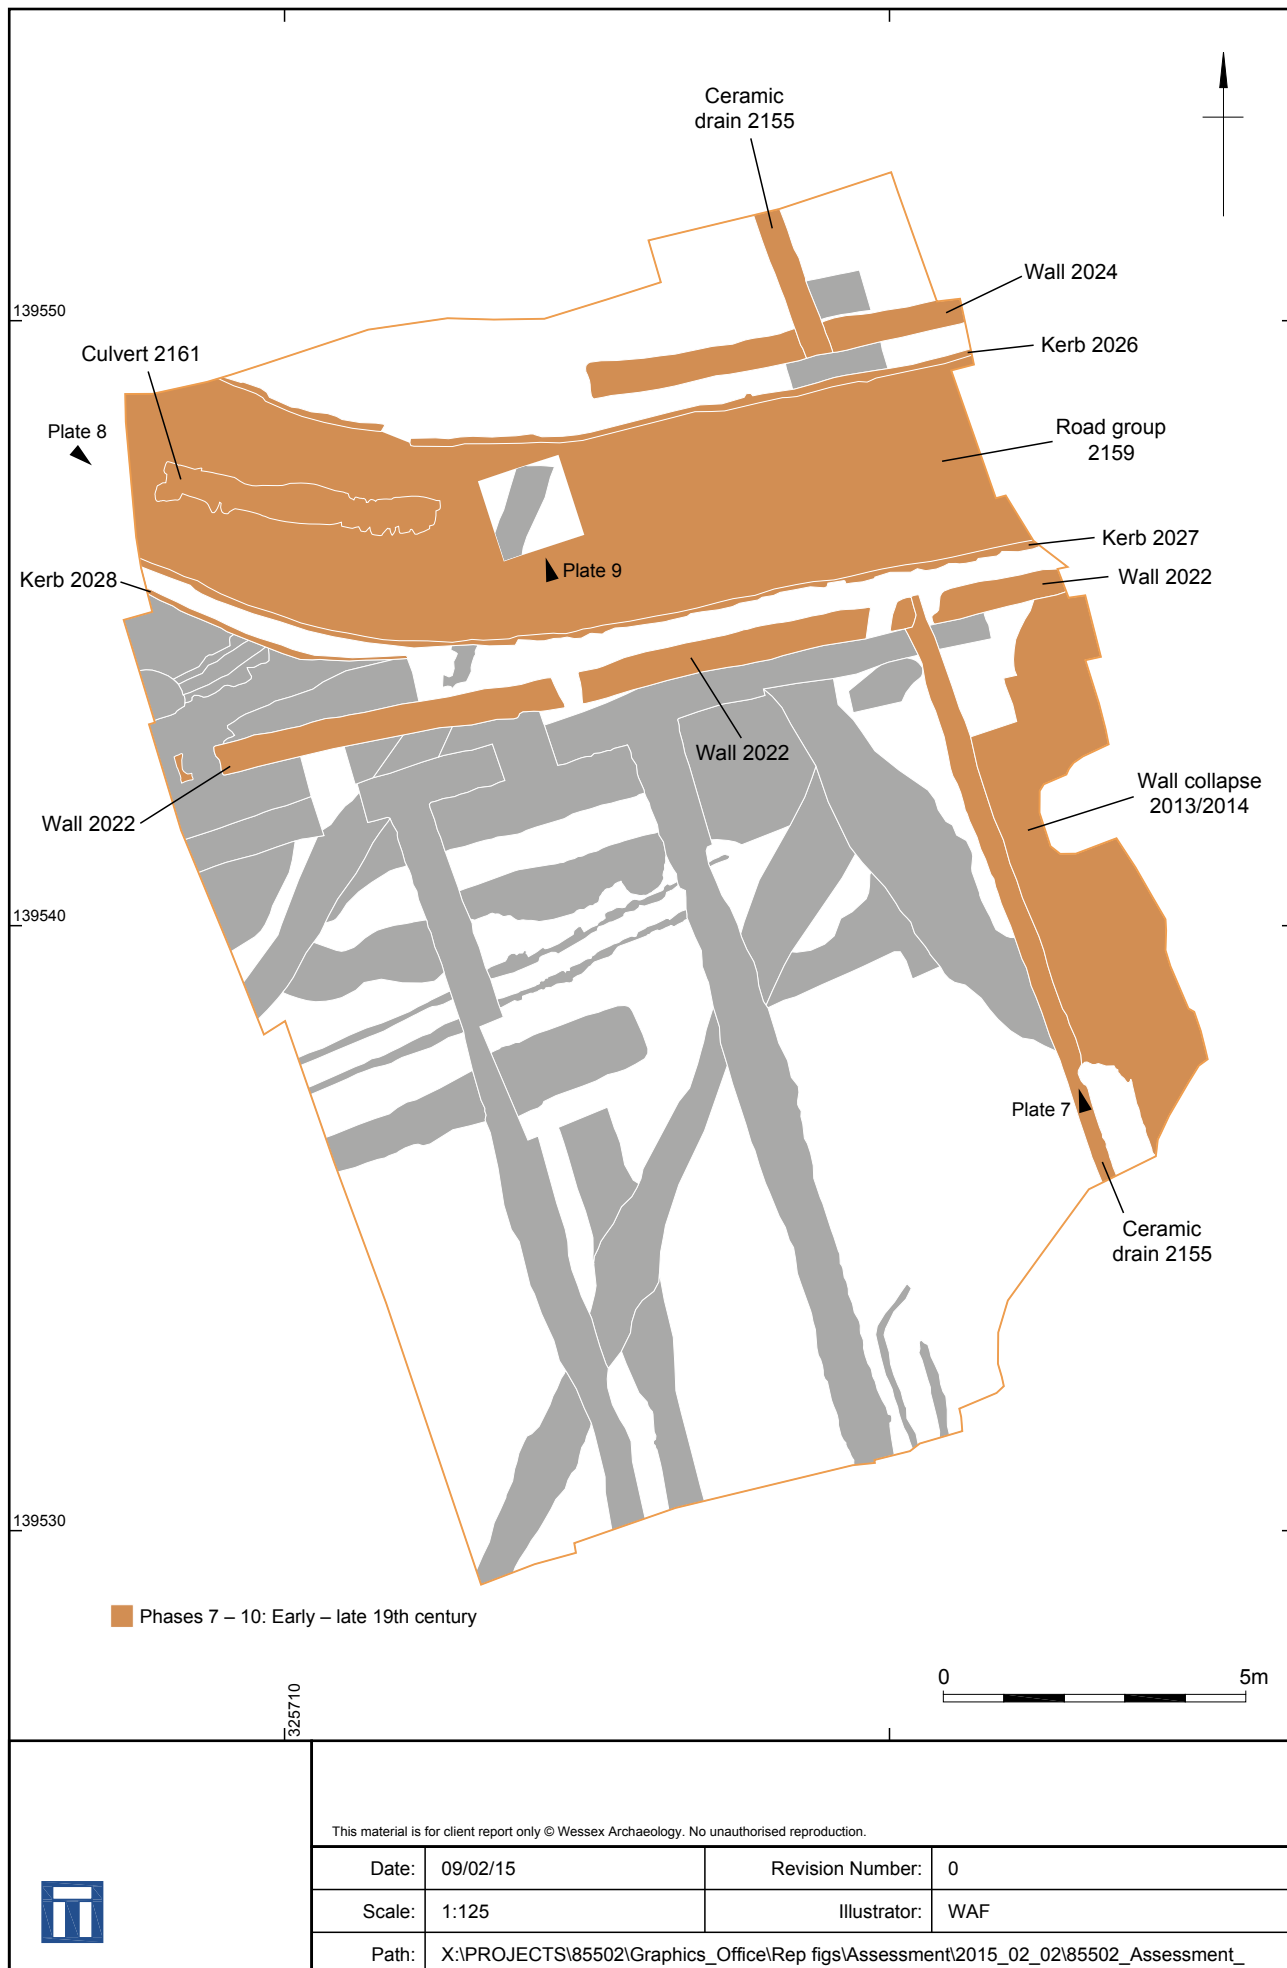 Ceramic
drain 2155
Wall 2024
139550
Kerb 2026
Culvert 2161
Plate 8
Road group
2159
Kerb 2027
Plate 9
Wall 2022
Kerb 2028
Wall 2022
Wall collapse
2013/2014
Wall 2022
139540
Plate 7
Ceramic
drain 2155
139530
Phases 7 – 10: Early – late 19th century
0 5m
325710
This material is for client report only © Wessex Archaeology. No unauthorised reproduction.
Date: 09/02/15 Revision Number: 0
Scale: 1:125 Illustrator: WAF
Path: X:\PROJECTS\85502\Graphics_Office\Rep figs\Assessment\2015_02_02\85502_Assessment_